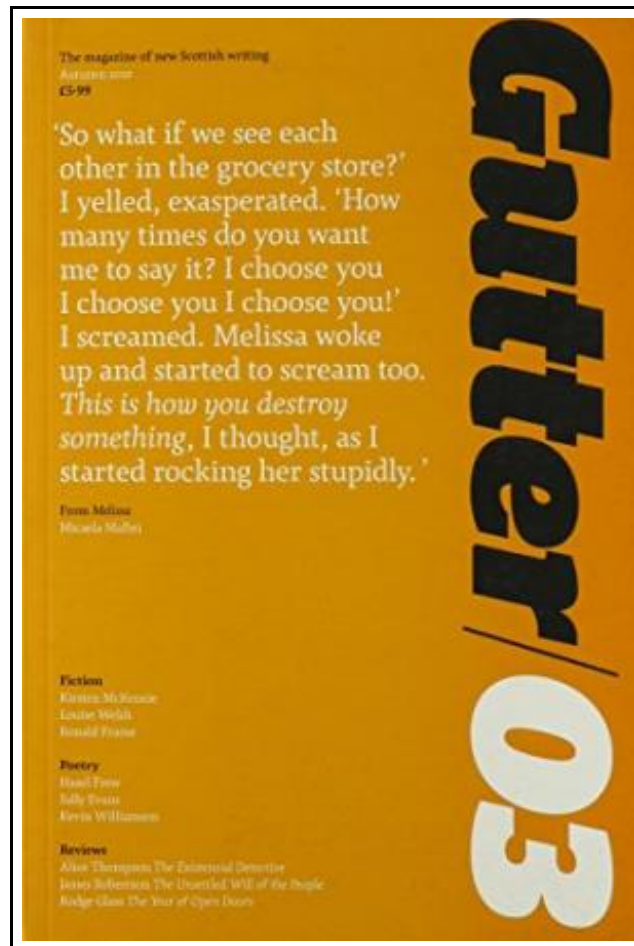 The magazine of new Scottish writing
Autumn 2010
£5·99
‘So what if we see each
other in the grocery store?’
I yelled, exasperated. ‘How
many times do you want
me to say it? I choose you
I choose you I choose you!’
I screamed. Melissa woke
up and started to scream too.
This is how you destroy
something, I thought, as I
started rocking her stupidly.’
From Melissa
Micaela Maftei
Fiction
Kirstin McKenzie
Louise Welsh
Ronald Frame
Poetry
Hazel Frew
Sally Evans
Kevin Williamson
Reviews
Alice Thompson The Existential Detective
James Robertson The Unsettled Will of the People
Rodge Glass The Year of Open Doors
Gutter/03